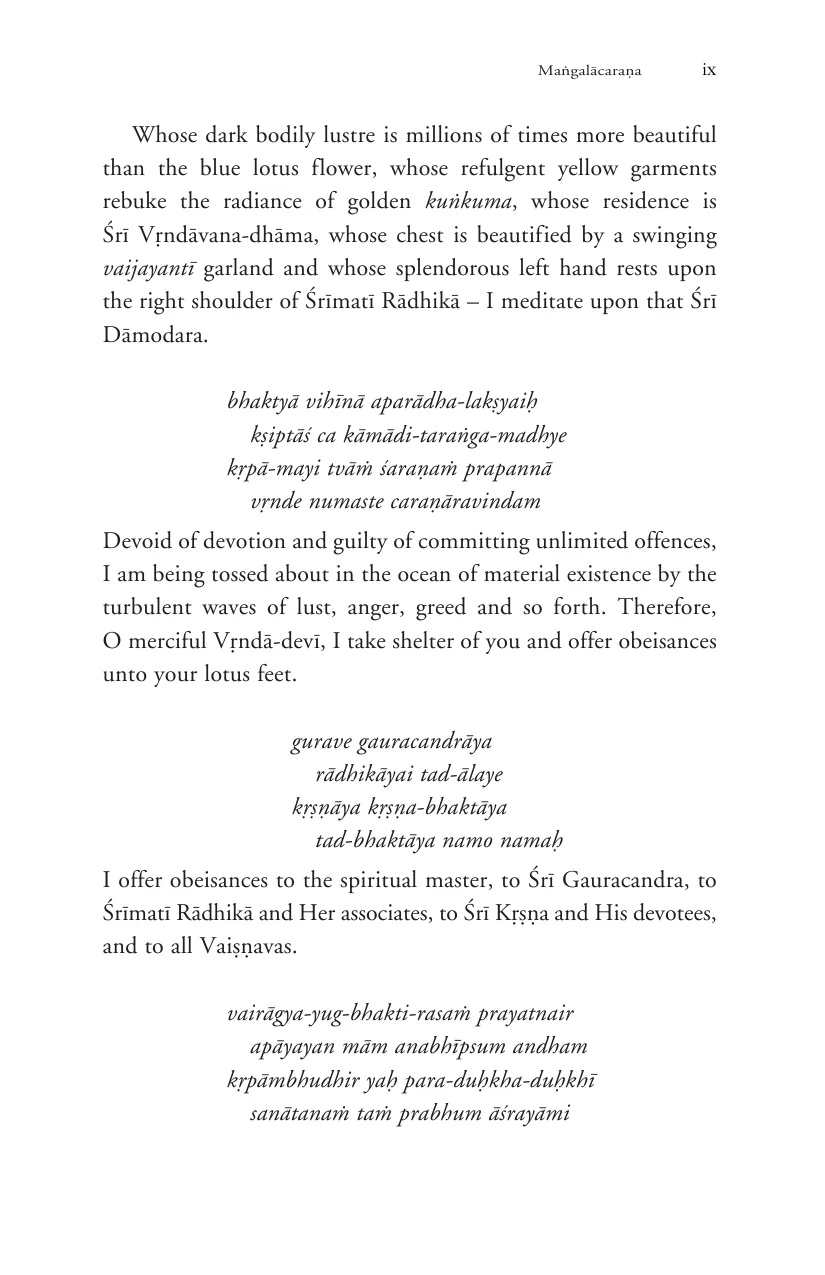 Maṅgalācaraṇa ix
Whose dark bodily lustre is millions of times more beautiful
than the blue lotus flower, whose refulgent yellow garments
rebuke the radiance of golden kuṅkuma, whose residence is
Śrī Vṛndāvana-dhāma, whose chest is beautified by a swinging
vaijayantī garland and whose splendorous left hand rests upon
the right shoulder of Śrīmatī Rādhikā – I meditate upon that Śrī
Dāmodara.
bhaktyā vihīnā aparādha-lakṣyaiḥ
kṣiptāś ca kāmādi-taraṅga-madhye
kṛpā-mayi tvāṁ śaraṇaṁ prapannā
vṛnde numaste caraṇāravindam
Devoid of devotion and guilty of committing unlimited offences,
I am being tossed about in the ocean of material existence by the
turbulent waves of lust, anger, greed and so forth. Therefore,
O merciful Vṛndā-devī, I take shelter of you and offer obeisances
unto your lotus feet.
gurave gauracandrāya
rādhikāyai tad-ālaye
kṛṣṇāya kṛṣṇa-bhaktāya
tad-bhaktāya namo namaḥ
I offer obeisances to the spiritual master, to Śrī Gauracandra, to
Śrīmatī Rādhikā and Her associates, to Śrī Kṛṣṇa and His devotees,
and to all Vaiṣṇavas.
vairāgya-yug-bhakti-rasaṁ prayatnair
apāyayan mām anabhīpsum andham
kṛpāmbhudhir yaḥ para-duḥkha-duḥkhī
sanātanaṁ taṁ prabhum āśrayāmi